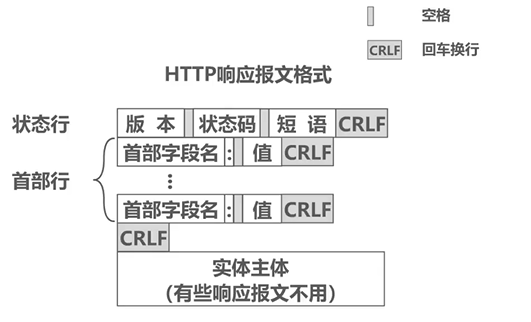 空格
CRLF 回车换行
HTTP响应报文格式
状态行 版 本 状态码 短 语 CRLF
首部字段名 : 值 CRLF
首部行
⋮
首部字段名 : 值 CRLF
CRLF
实体主体
（有些响应报文不用）